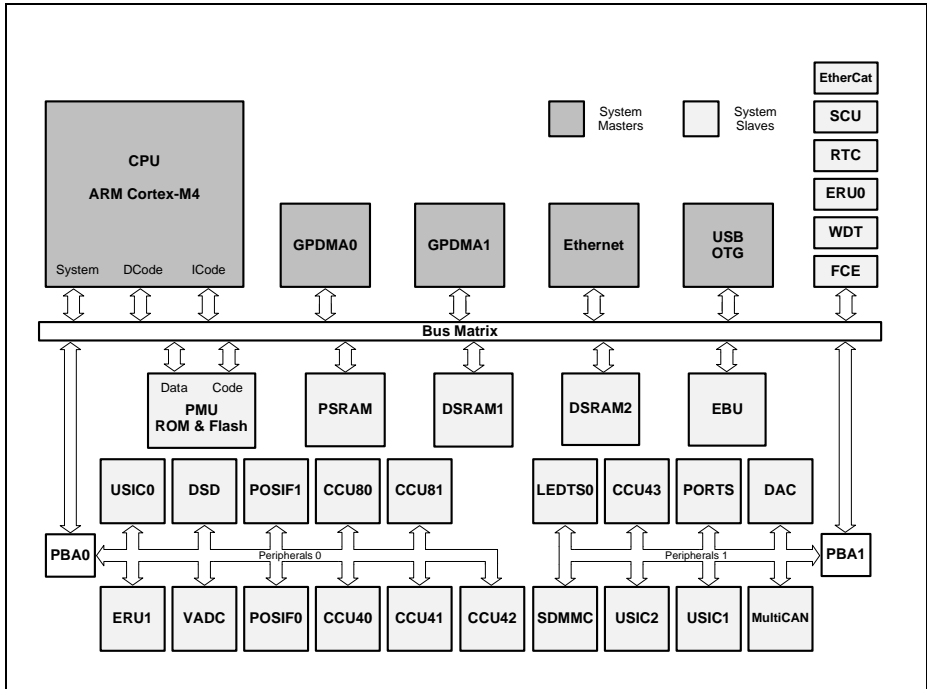 EtherCat
System
Masters
System
Slaves
SCU
CPU
ARM Cortex-M4
RTC
ERU0
GPDMA0
GPDMA1
Ethernet
USB
OTG
WDT
System
DCode
ICode
FCE
Bus Matrix
Data
Code
PMU
ROM & Flash
PSRAM
DSRAM1
DSRAM2
EBU
USIC0
DSD
POSIF1
CCU80
CCU81
LEDTS0
CCU43
PORTS
DAC
PBA0
Peripherals 0
Peripherals 1
PBA1
ERU1
VADC
POSIF0
CCU40
CCU41
CCU42
SDMMC
USIC2
USIC1
MultiCAN